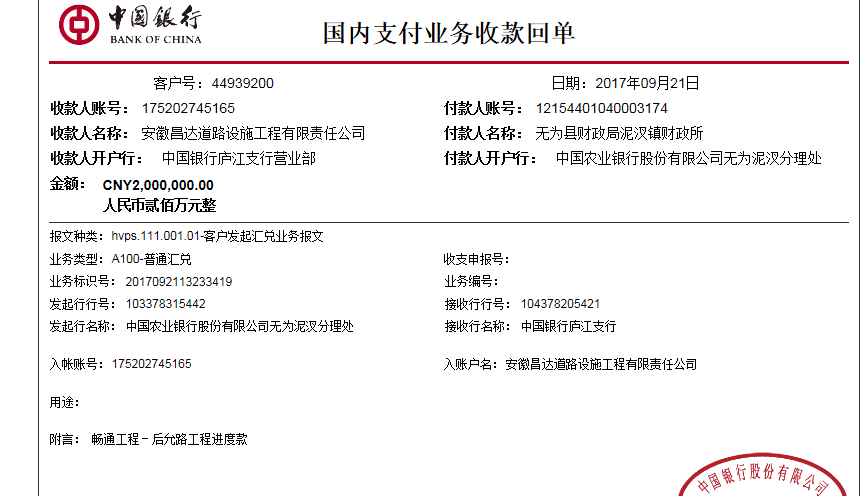 中国银行
BANK OF CHINA
国内支付业务收款回单
客户号：44939200 日期：2017年09月21日
收款人账号：175202745165 付款人账号：12154401040003174
收款人名称：安徽昌达道路设施工程有限责任公司 付款人名称：无为县财政局泥汊镇财政所
收款人开户行：中国银行庐江支行营业部 付款人开户行：中国农业银行股份有限公司无为泥汊分理处
金额：CNY2,000,000.00
人民币贰佰万元整
报文种类：hvps.111.001.01-客户发起汇兑业务报文
业务类型：A100-普通汇兑 收支申报号：
业务标识号：2017092113233419 业务编号：
发起行行号：103378315442 接收行行号：104378205421
发起行名称：中国农业银行股份有限公司无为泥汊分理处 接收行名称：中国银行庐江支行
入帐账号：175202745165 入账户名：安徽昌达道路设施工程有限责任公司
用途：
附言：畅通工程－后允路工程进度款
中国银行股份有限公司